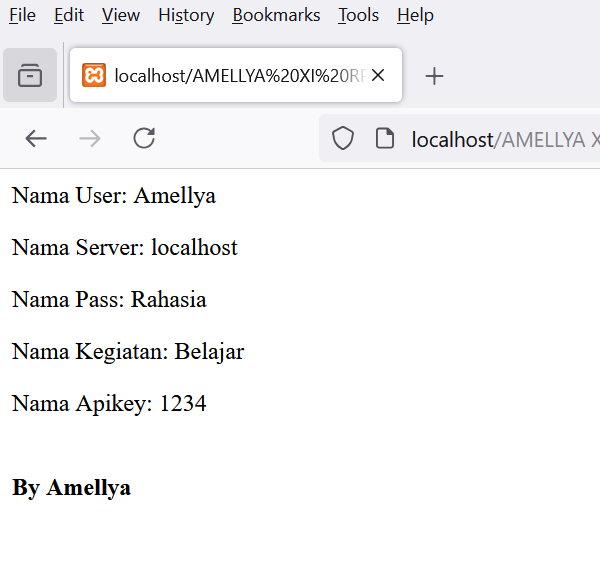 File Edit View History Bookmarks Tools Help
localhost/AMELLYA%20XI%20RP
localhost/AMELLYA X
Nama User: Amellya
Nama Server: localhost
Nama Pass: Rahasia
Nama Kegiatan: Belajar
Nama Apikey: 1234
By Amellya